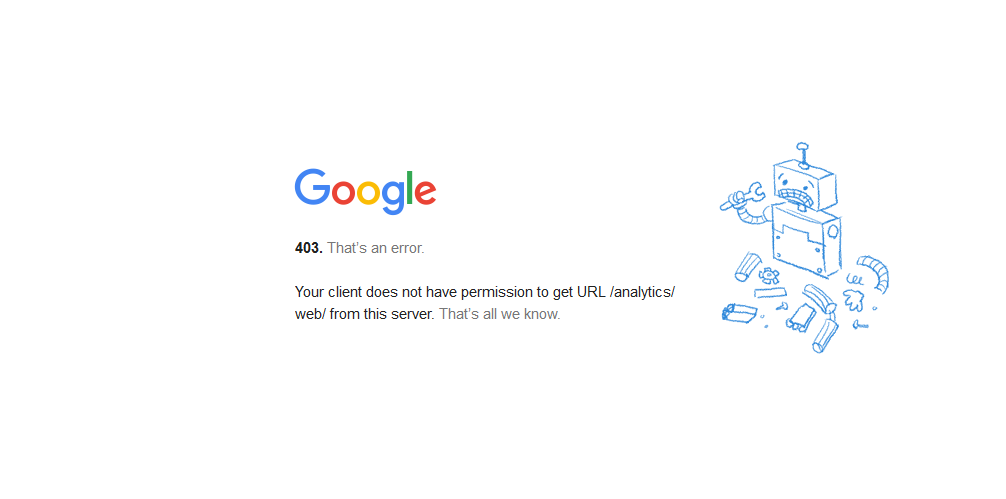 Google
403. That's an error.
Your client does not have permission to get URL /analytics/
web/ from this server. That's all we know.